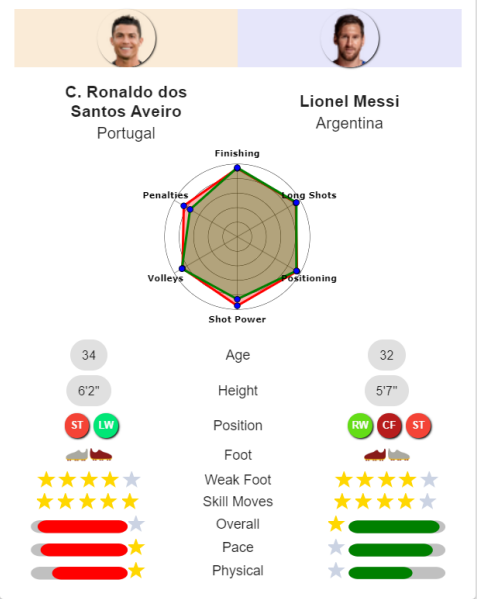 C. Ronaldo dos
Santos Aveiro
Portugal
Lionel Messi
Argentina
Finishing
Penalties
Long Shots
Volleys
Positioning
Shot Power
34 Age 32
6'2" Height 5'7"
ST LW Position RW CF ST
Foot
Weak Foot
Skill Moves
Overall
Pace
Physical